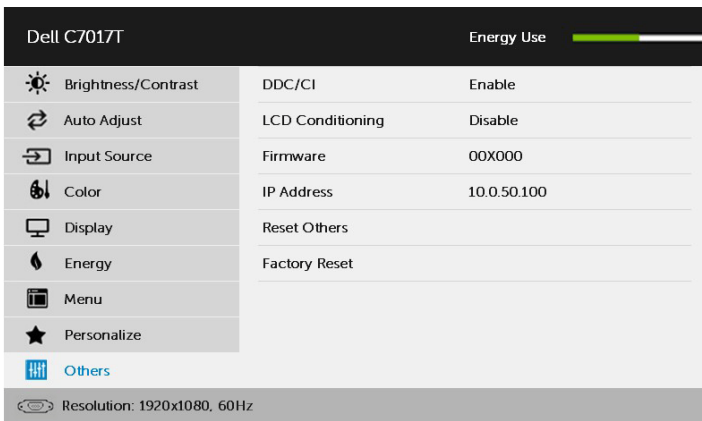 Dell C7017T Energy Use
Brightness/Contrast DDC/CI Enable
Auto Adjust LCD Conditioning Disable
Input Source Firmware 00X000
Color IP Address 10.0.50.100
Display Reset Others
Energy Factory Reset
Menu
Personalize
Others
Resolution: 1920x1080, 60Hz